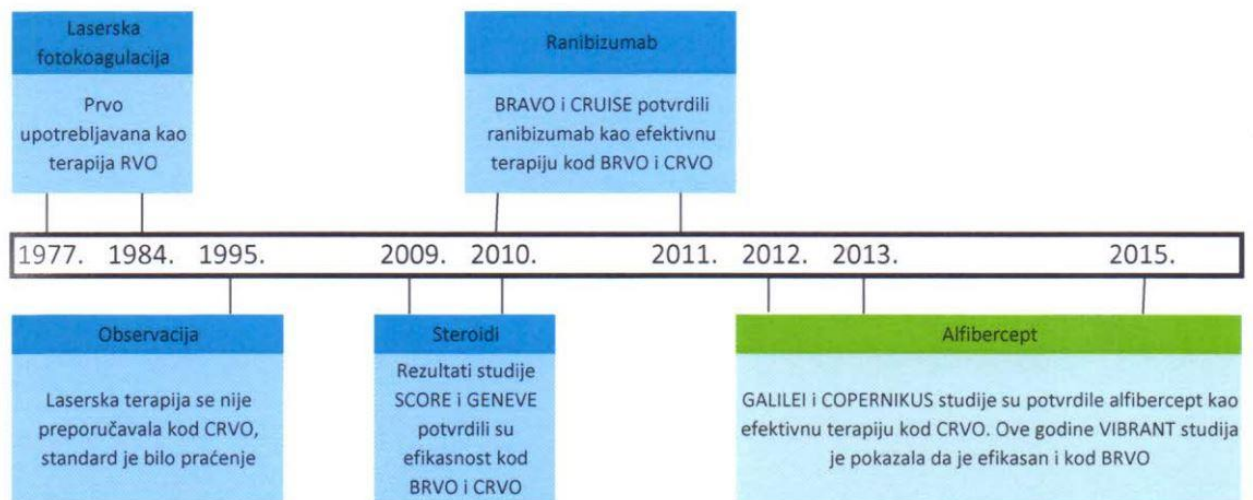 Laserska
fotokoagulacija
Prvo
upotrebljavana kao
terapija RVO
Ranibizumab
BRAVO i CRUISE potvrdili
ranibizumab kao efektivnu
terapiju kod BRVO i CRVO
1977. 1984. 1995. 2009. 2010. 2011. 2012. 2013. 2015.
Observacija
Laserska terapija se nije
preporučavala kod CRVO,
standard je bilo praćenje
Steroidi
Rezultati studije
SCORE i GENEVE
potvrdili su
efikasnost kod
BRVO i CRVO
Alfibercept
GALILEI i COPERNIKUS studije su potvrdile alfibercept kao
efektivnu terapiju kod CRVO. Ove godine VIBRANT studija
je pokazala da je efikasan i kod BRVO